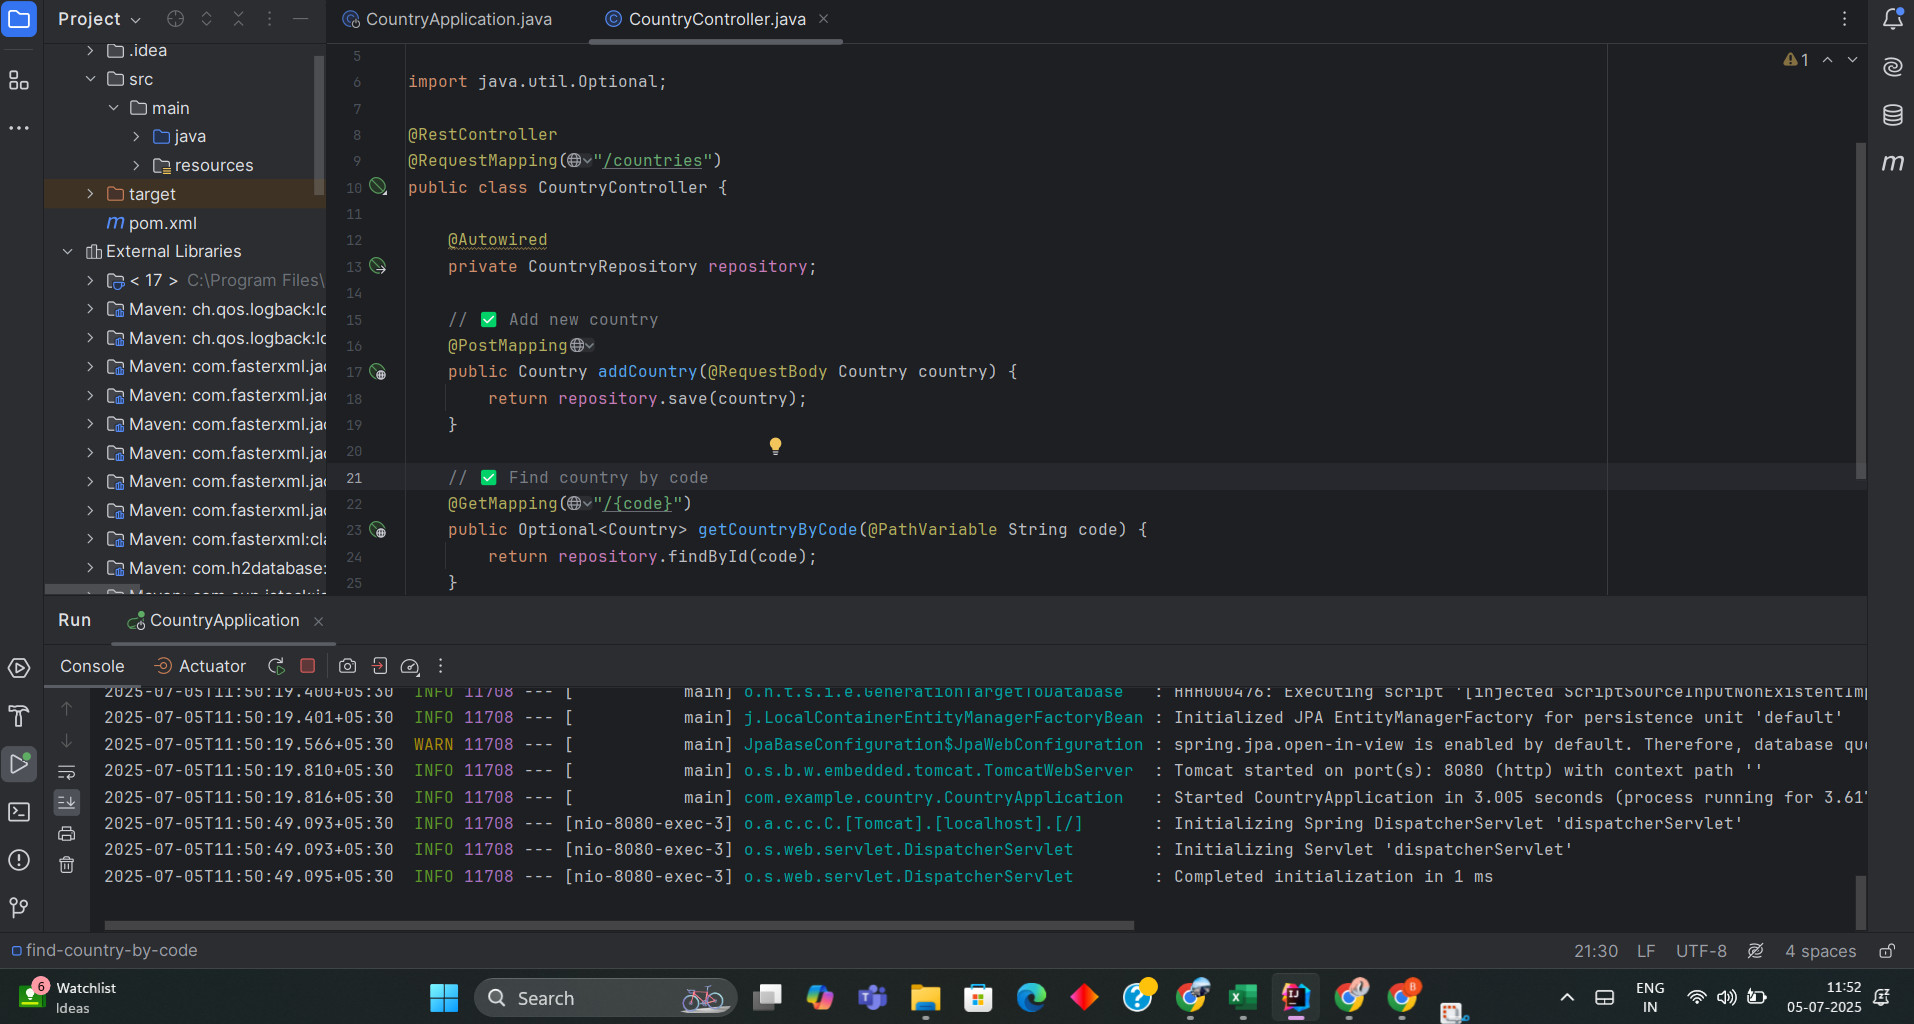 Project
CountryApplication.java
CountryController.java
.idea
src
main
java
resources
target
pom.xml
External Libraries
< 17 > C:\Program Files\
Maven: ch.qos.logback:lo
Maven: ch.qos.logback:lo
Maven: com.fasterxml.jac
Maven: com.fasterxml.jac
Maven: com.fasterxml.jac
Maven: com.fasterxml.jac
Maven: com.fasterxml.jac
Maven: com.fasterxml.jac
Maven: com.fasterxml:cla
Maven: com.h2database:
1
5
6 import java.util.Optional;
7
8 @RestController
9 @RequestMapping("/countries")
10 public class CountryController {
11
12 @Autowired
13 private CountryRepository repository;
14
15 // ✅ Add new country
16 @PostMapping
17 public Country addCountry(@RequestBody Country country) {
18 return repository.save(country);
19 }
20
21 // ✅ Find country by code
22 @GetMapping("/{code}")
23 public Optional<Country> getCountryByCode(@PathVariable String code) {
24 return repository.findById(code);
25 }
Run
CountryApplication
Console
Actuator
2025-07-05T11:50:19.400+05:30 INFO 11708 --- [ main] o.h.t.s.i.e.GenerationTargetToDatabase : HHH000476: Executing script '[injected ScriptSourceInputNonExistentImp
2025-07-05T11:50:19.401+05:30 INFO 11708 --- [ main] j.LocalContainerEntityManagerFactoryBean : Initialized JPA EntityManagerFactory for persistence unit 'default'
2025-07-05T11:50:19.566+05:30 WARN 11708 --- [ main] JpaBaseConfiguration$JpaWebConfiguration : spring.jpa.open-in-view is enabled by default. Therefore, database que
2025-07-05T11:50:19.810+05:30 INFO 11708 --- [ main] o.s.b.w.embedded.tomcat.TomcatWebServer : Tomcat started on port(s): 8080 (http) with context path ''
2025-07-05T11:50:19.816+05:30 INFO 11708 --- [ main] com.example.country.CountryApplication : Started CountryApplication in 3.005 seconds (process running for 3.61
2025-07-05T11:50:49.093+05:30 INFO 11708 --- [nio-8080-exec-3] o.a.c.c.C.[Tomcat].[localhost].[/] : Initializing Spring DispatcherServlet 'dispatcherServlet'
2025-07-05T11:50:49.093+05:30 INFO 11708 --- [nio-8080-exec-3] o.s.web.servlet.DispatcherServlet : Initializing Servlet 'dispatcherServlet'
2025-07-05T11:50:49.095+05:30 INFO 11708 --- [nio-8080-exec-3] o.s.web.servlet.DispatcherServlet : Completed initialization in 1 ms
find-country-by-code
21:30 LF UTF-8 4 spaces
6
Watchlist
Ideas
Search
ENG
IN
11:52
05-07-2025